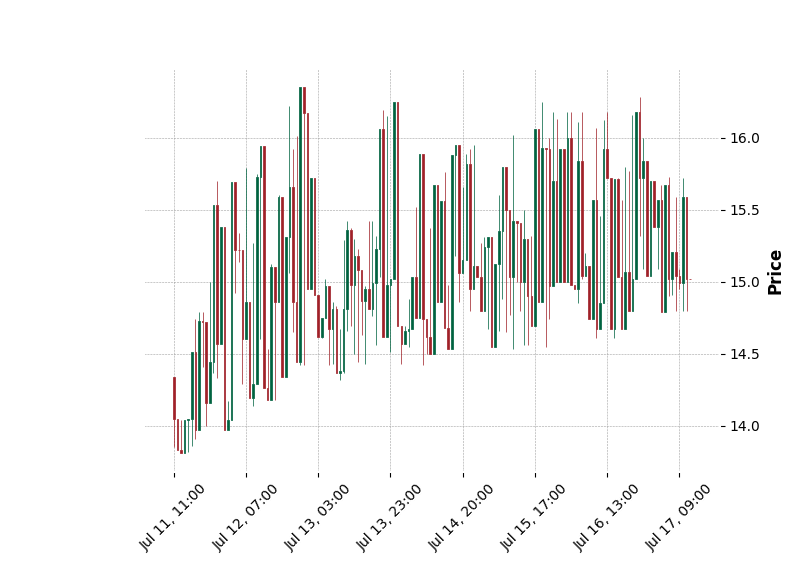 16.0
15.5
15.0
14.5
14.0
Price
Jul 11, 11:00
Jul 12, 07:00
Jul 13, 03:00
Jul 13, 23:00
Jul 14, 20:00
Jul 15, 17:00
Jul 16, 13:00
Jul 17, 09:00